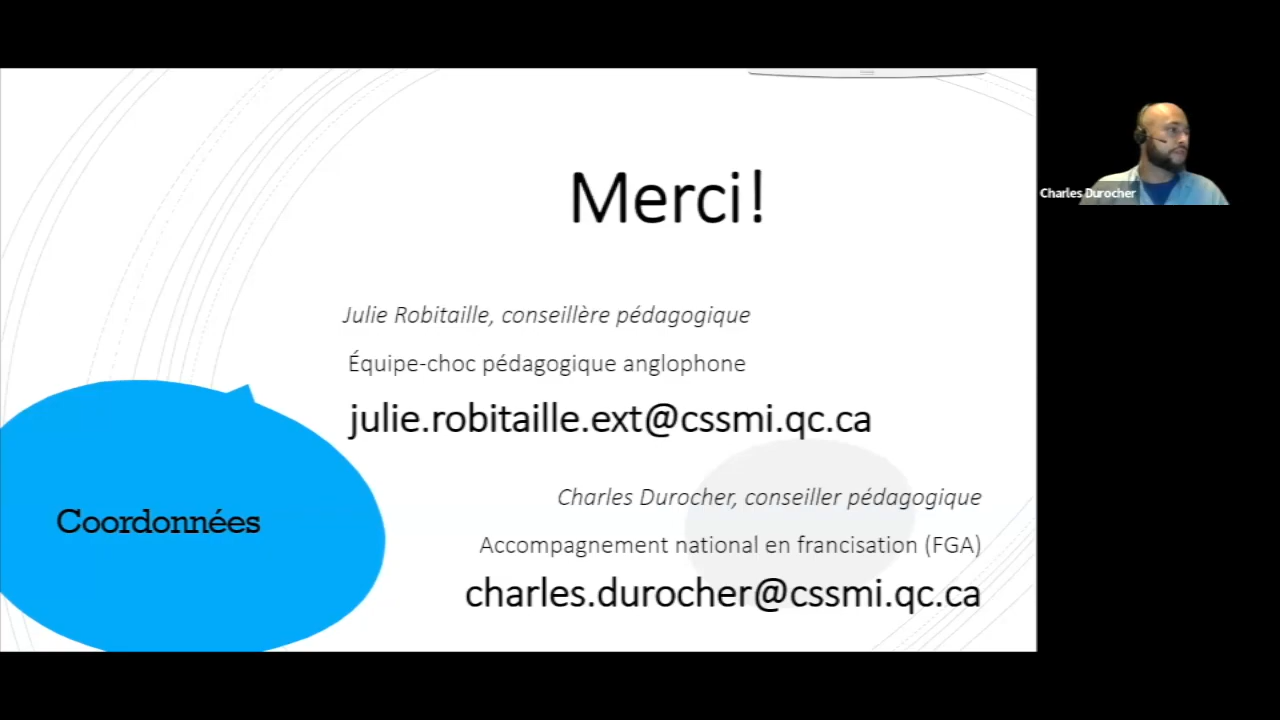 Merci!
Julie Robitaille, conseillère pédagogique
Équipe-choc pédagogique anglophone
julie.robitaille.ext@cssmi.qc.ca
Coordonnées
Charles Durocher, conseiller pédagogique
Accompagnement national en francisation (FGA)
charles.durocher@cssmi.qc.ca
Charles Durocher